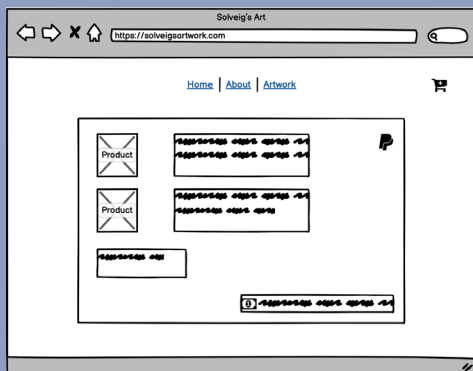 Solveig's Art
https://solveigsartwork.com
Home | About | Artwork
Product
Product